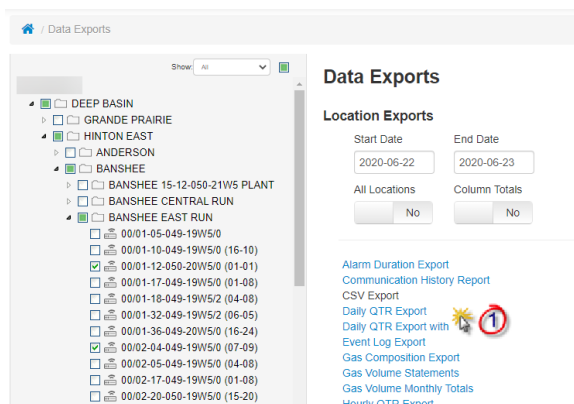 / Data Exports
Show: All
DEEP BASIN
GRANDE PRAIRIE
HINTON EAST
ANDERSON
BANSHEE
BANSHEE 15-12-050-21W5 PLANT
BANSHEE CENTRAL RUN
BANSHEE EAST RUN
00/01-05-049-19W5/0
00/01-10-049-19W5/0 (16-10)
00/01-12-050-20W5/0 (01-01)
00/01-17-049-19W5/0 (01-08)
00/01-18-049-19W5/2 (04-08)
00/01-32-049-19W5/2 (06-05)
00/01-36-049-20W5/0 (16-24)
00/02-04-049-19W5/0 (07-09)
00/02-05-049-19W5/0 (04-08)
00/02-17-049-19W5/0 (01-08)
00/02-20-050-19W5/0 (15-20)
Data Exports
Location Exports
Start Date End Date
2020-06-22 2020-06-23
All Locations Column Totals
No No
Alarm Duration Export
Communication History Report
CSV Export
Daily QTR Export
Daily QTR Export with
1
Event Log Export
Gas Composition Export
Gas Volume Statements
Gas Volume Monthly Totals
Hourly QTR Export